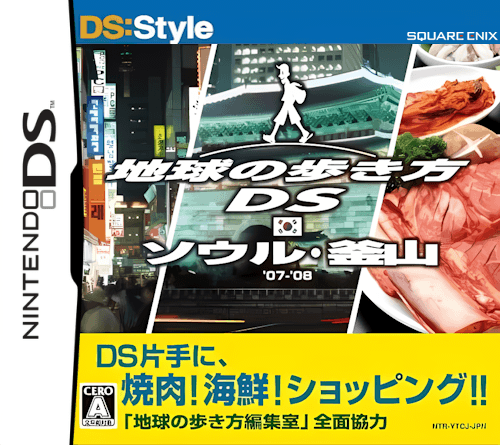 DS:Style
SQUARE ENIX
NINTENDO DS™
地球の歩き方
DS
ソウル・釜山
'07-'08
DS片手に、
焼肉!海鮮!ショッピング!!
「地球の歩き方編集室」全面協力
CERO
A
NTR-YTCJ-JPN